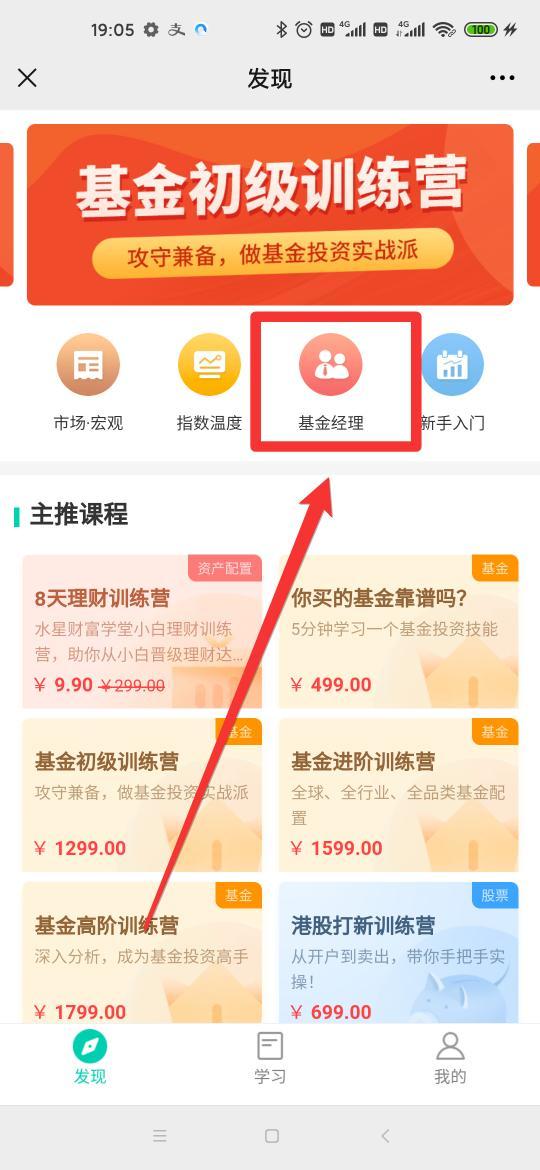 19:05
HD 4G HD 4G 100
发现
基金初级训练营
攻守兼备，做基金投资实战派
市场·宏观 指数温度 基金经理 新手入门
主推课程
资产配置
8天理财训练营
水星财富学堂小白理财训练
营，助你从小白晋级理财达...
¥ 9.90 ¥299.00
基金
你买的基金靠谱吗？
5分钟学习一个基金投资技能
¥ 499.00
基金
基金初级训练营
攻守兼备，做基金投资实战派
¥ 1299.00
基金
基金进阶训练营
全球、全行业、全品类基金配
置
¥ 1599.00
基金
基金高阶训练营
深入分析，成为基金投资高手
¥ 1799.00
股票
港股打新训练营
从开户到卖出，带你手把手实
操！
¥ 699.00
发现 学习 我的